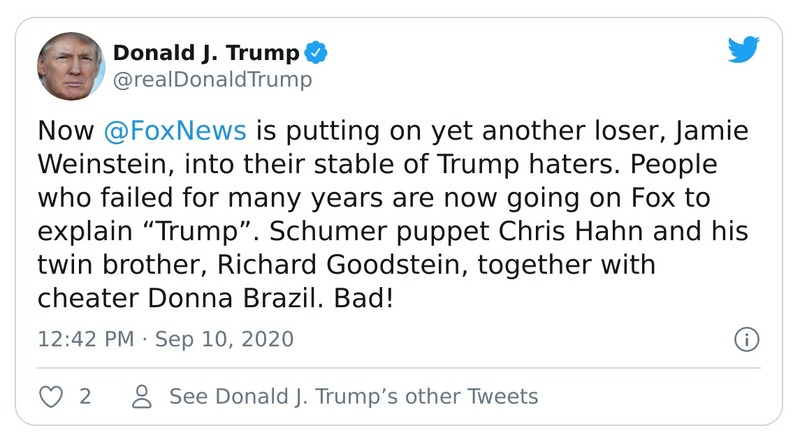 Donald J. Trump
@realDonaldTrump
Now @FoxNews is putting on yet another loser, Jamie
Weinstein, into their stable of Trump haters. People
who failed for many years are now going on Fox to
explain “Trump”. Schumer puppet Chris Hahn and his
twin brother, Richard Goodstein, together with
cheater Donna Brazil. Bad!
12:42 PM · Sep 10, 2020
2
See Donald J. Trump’s other Tweets